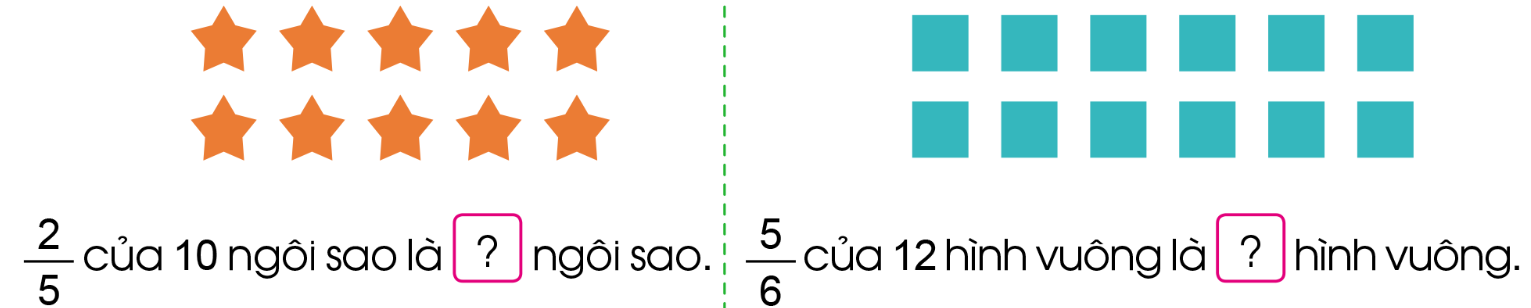 2/5 của 10 ngôi sao là ? ngôi sao.
5/6 của 12 hình vuông là ? hình vuông.